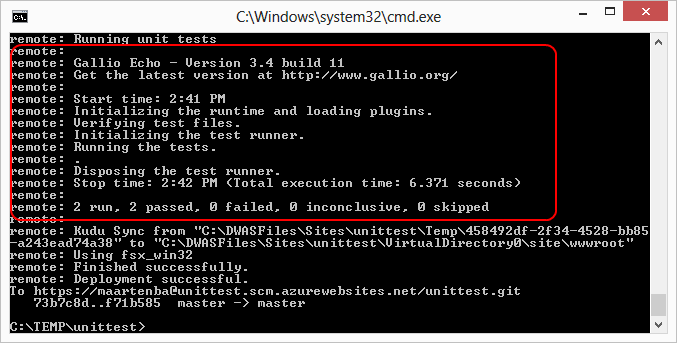 C:\Windows\system32\cmd.exe
remote: Running unit tests
remote:
remote: Gallio Echo - Version 3.4 build 11
remote: Get the latest version at http://www.gallio.org/
remote:
remote: Start time: 2:41 PM
remote: Initializing the runtime and loading plugins.
remote: Verifying test files.
remote: Initializing the test runner.
remote: Running the tests.
remote: .
remote: Disposing the test runner.
remote: Stop time: 2:42 PM (Total execution time: 6.371 seconds)
remote:
remote: 2 run, 2 passed, 0 failed, 0 inconclusive, 0 skipped
remote:
remote: Kudu Sync from "C:\DWASFiles\Sites\unittest\Temp\458492df-2f34-4528-bb85
-a243ead74a38" to "C:\DWASFiles\Sites\unittest\VirtualDirectory0\site\wwwroot"
remote: Using fsx_win32
remote: Finished successfully.
remote: Deployment successful.
To https://maartenba@unittest.scm.azurewebsites.net/unittest.git
73b7c8d..f71b585 master -> master
C:\TEMP\unittest>